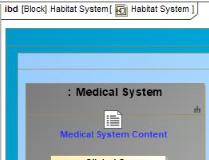 ibd [Block] Habitat System [ Habitat System ]
: Medical System
Medical System Content